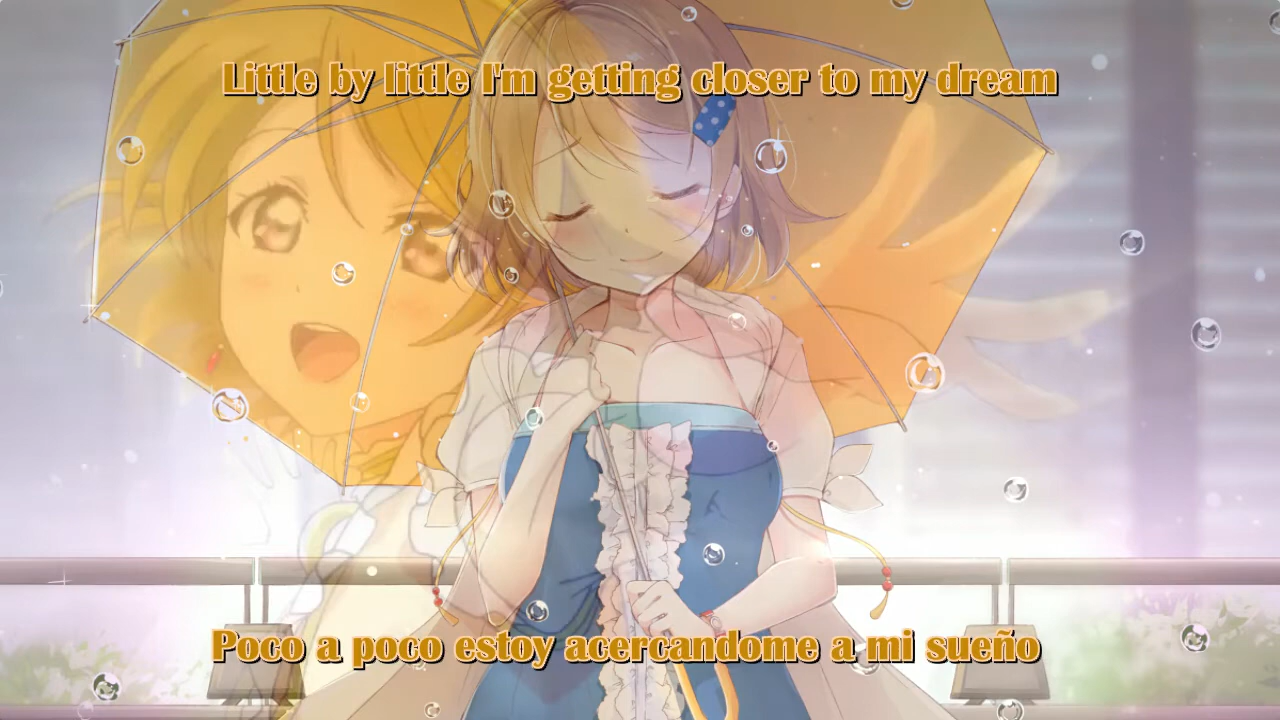 Little by little I'm getting closer to my dream
Poco a poco estoy acercandome a mi sueño